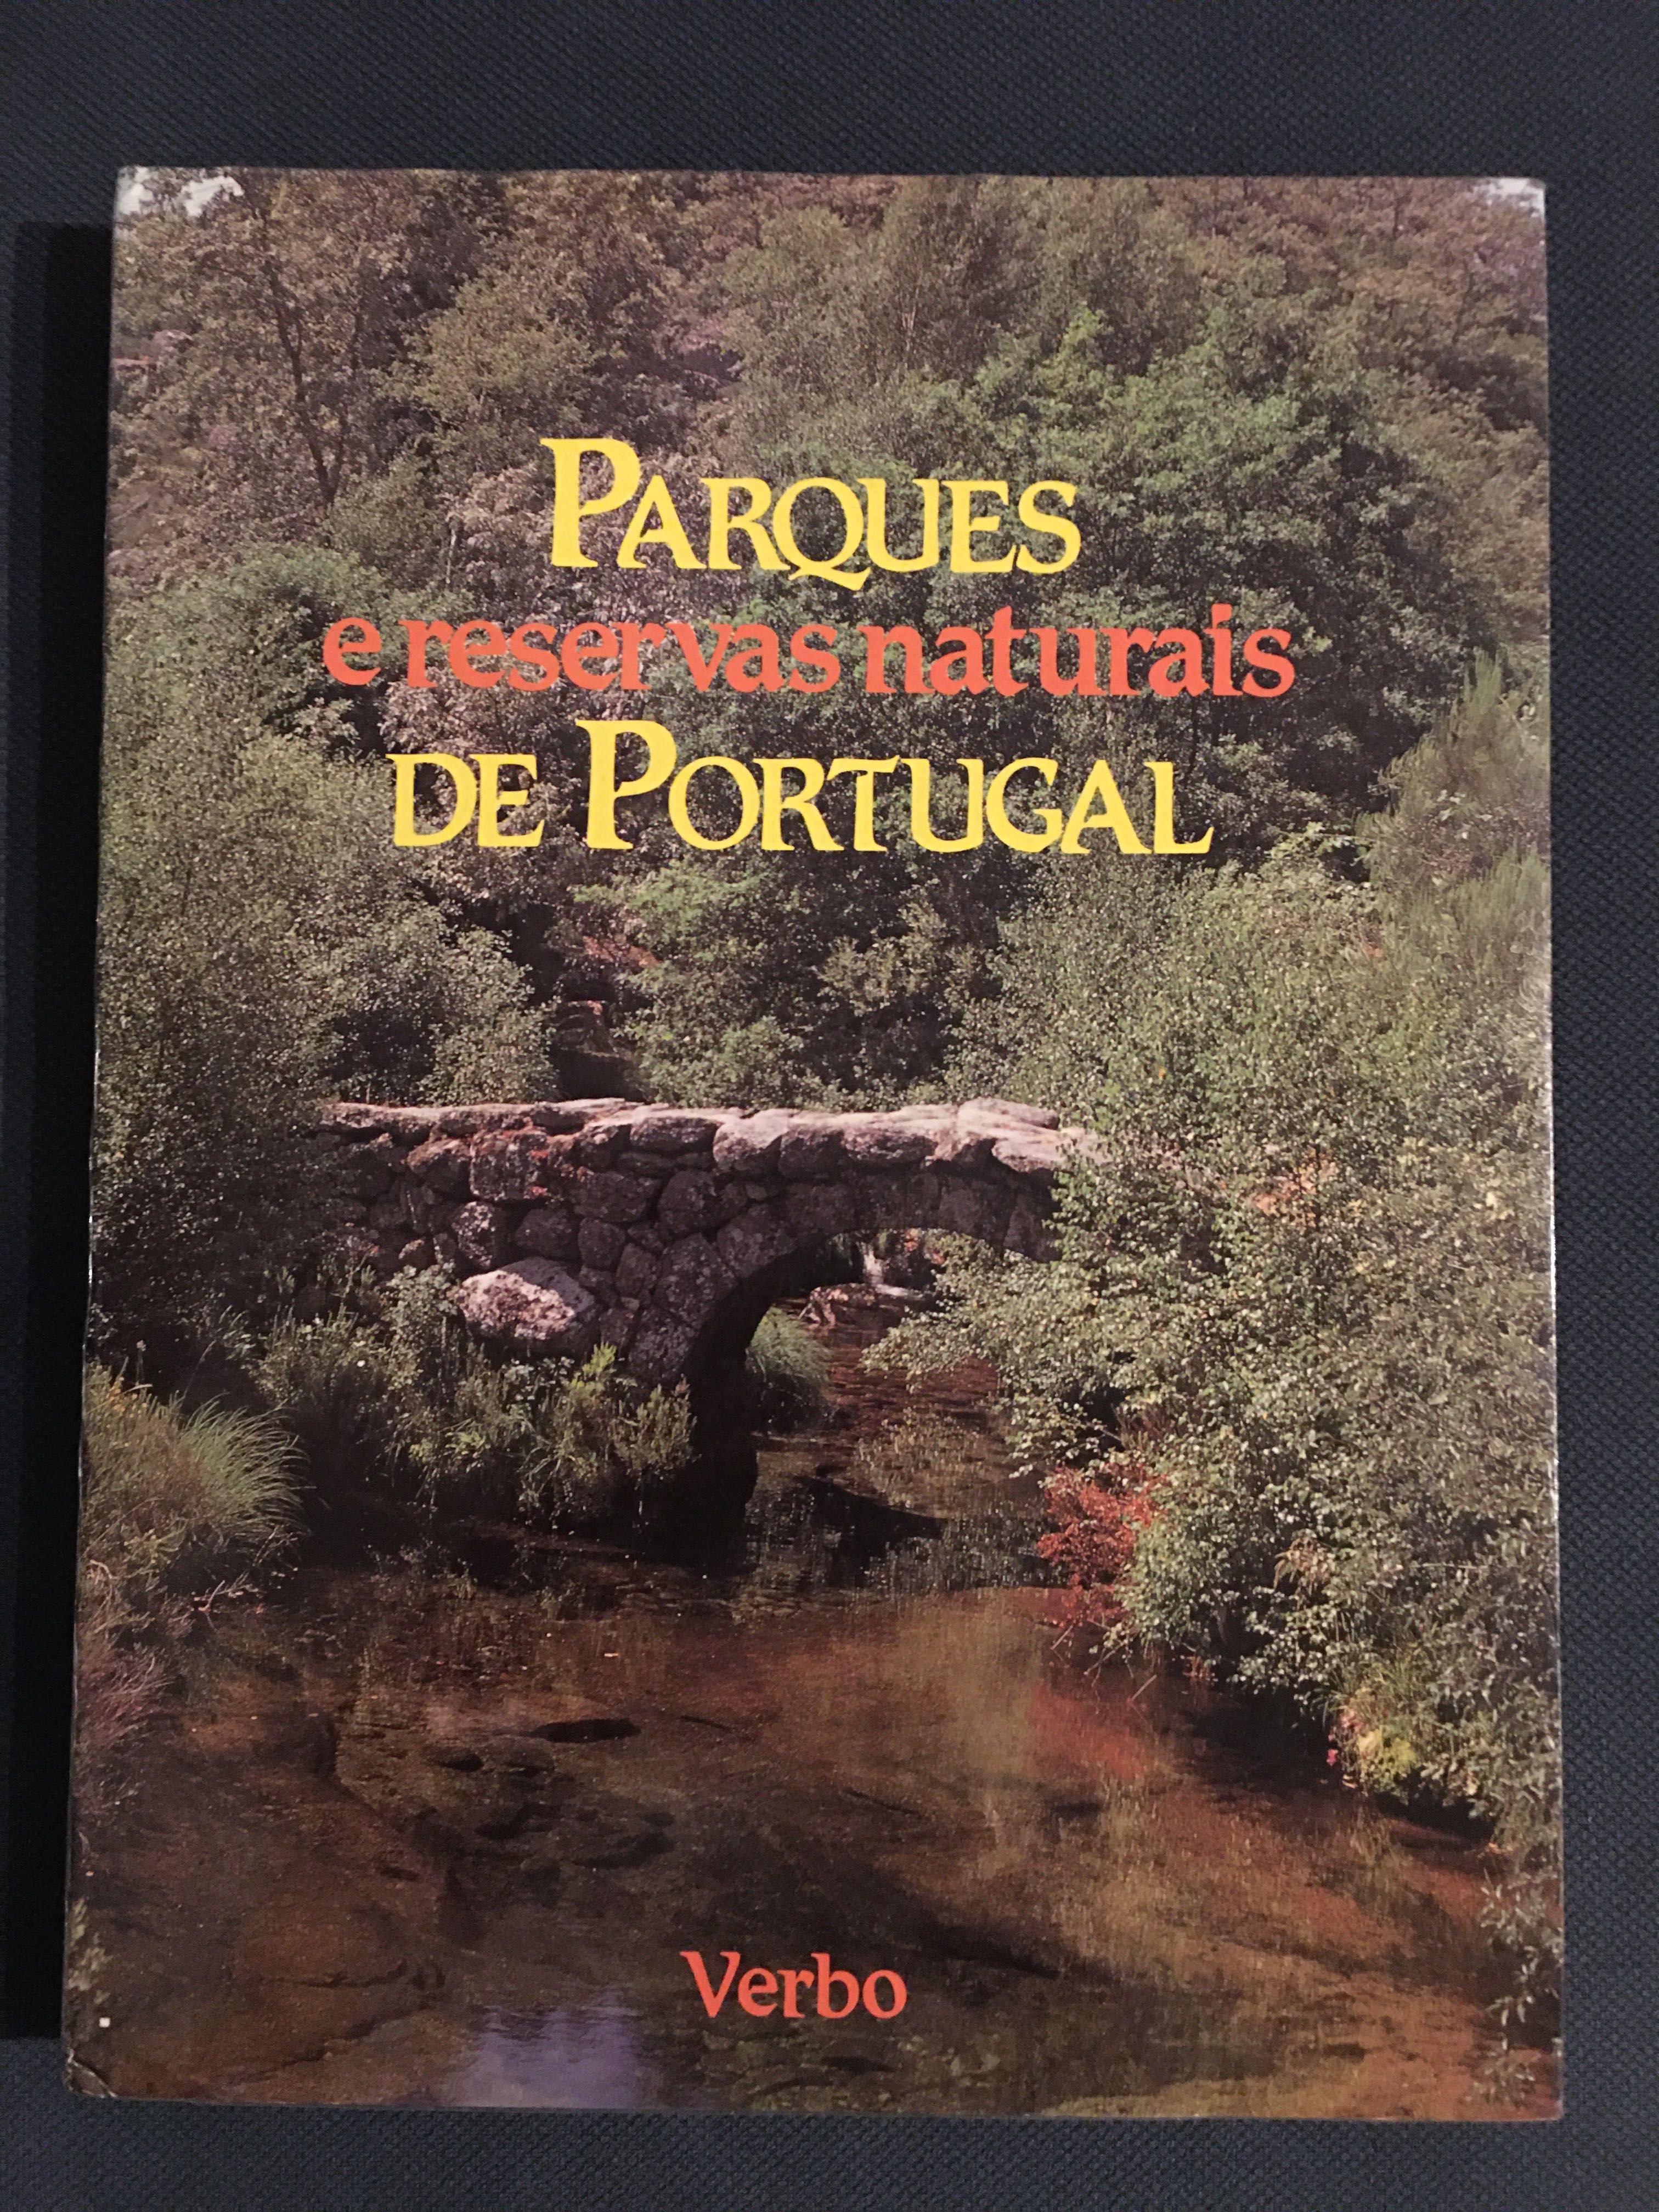 PARQUES
e reservas naturais
DE PORTUGAL
Verbo